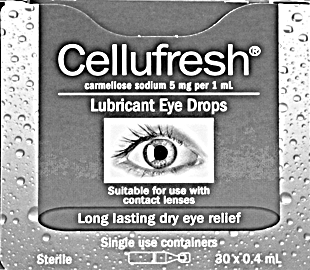 Cellufresh®
carmellose sodium 5 mg per 1 mL
Lubricant Eye Drops
Suitable for use with
contact lenses
Long lasting dry eye relief
Single use containers
Sterile 30 x 0.4 mL